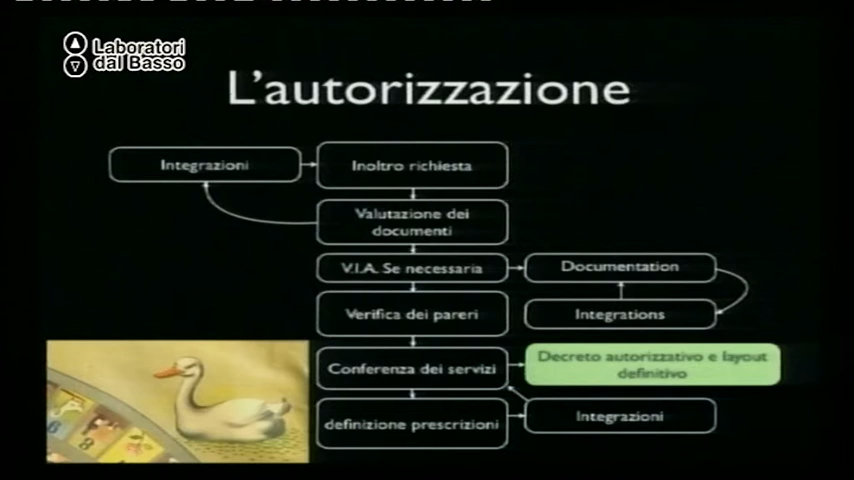 Laboratori
dal Basso
L'autorizzazione
Integrazioni
Inoltro richiesta
Valutazione dei
documenti
V.I.A. Se necessaria
Documentation
Verifica dei pareri
Integrations
Conferenza dei servizi
Decreto autorizzativo e layout
definitivo
definizione prescrizioni
Integrazioni